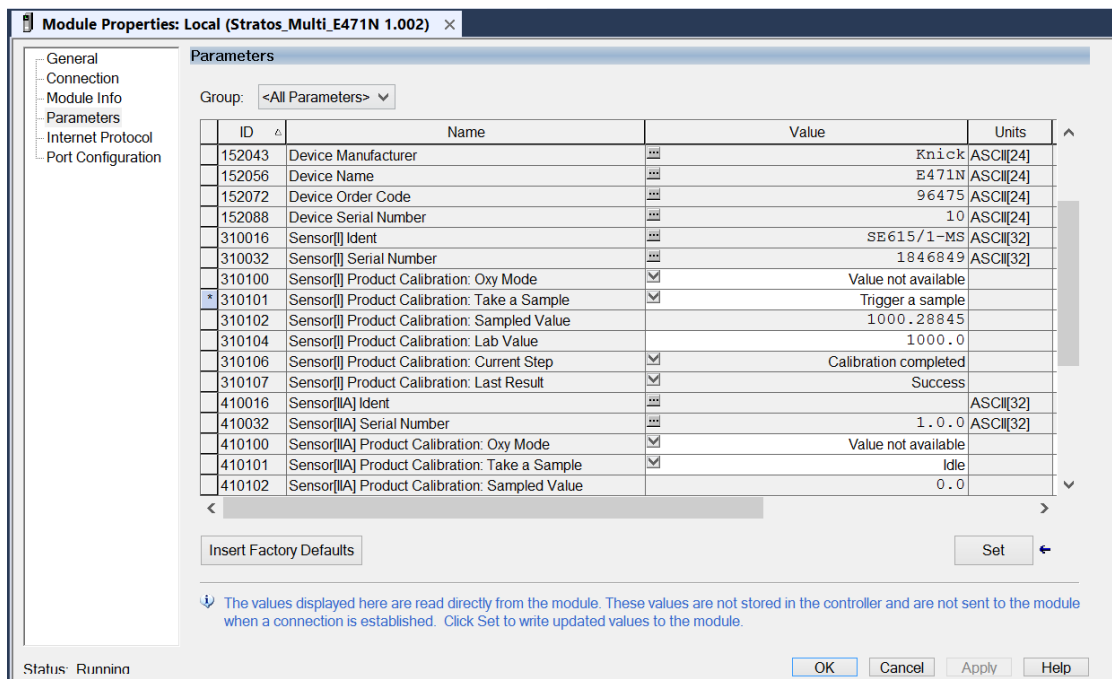 Module Properties: Local (Stratos_Multi_E471N 1.002) ×
General
Connection
Module Info
Parameters
Internet Protocol
Port Configuration
Parameters
Group: <All Parameters>
ID Name Value Units
152043 Device Manufacturer Knick ASCII[24]
152056 Device Name E471N ASCII[24]
152072 Device Order Code 96475 ASCII[24]
152088 Device Serial Number 10 ASCII[24]
310016 Sensor[I] Ident SE615/1-MS ASCII[32]
310032 Sensor[I] Serial Number 1846849 ASCII[32]
310100 Sensor[I] Product Calibration: Oxy Mode Value not available
* 310101 Sensor[I] Product Calibration: Take a Sample Trigger a sample
310102 Sensor[I] Product Calibration: Sampled Value 1000.28845
310104 Sensor[I] Product Calibration: Lab Value 1000.0
310106 Sensor[I] Product Calibration: Current Step Calibration completed
310107 Sensor[I] Product Calibration: Last Result Success
410016 Sensor[IIA] Ident ASCII[32]
410032 Sensor[IIA] Serial Number 1.0.0 ASCII[32]
410100 Sensor[IIA] Product Calibration: Oxy Mode Value not available
410101 Sensor[IIA] Product Calibration: Take a Sample Idle
410102 Sensor[IIA] Product Calibration: Sampled Value 0.0
Insert Factory Defaults Set
The values displayed here are read directly from the module. These values are not stored in the controller and are not sent to the module
when a connection is established. Click Set to write updated values to the module.
Status: Running OK Cancel Apply Help